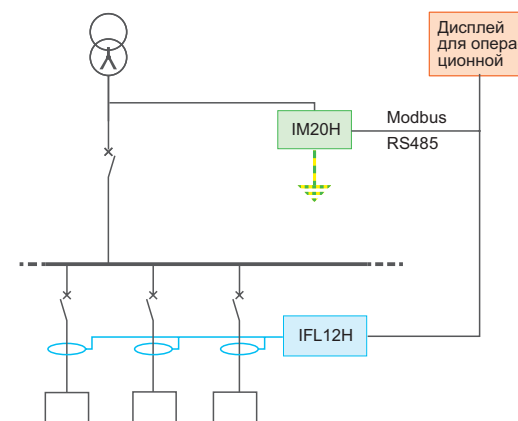 Дисплей
для опера
ционной
IM20H
Modbus
RS485
IFL12H